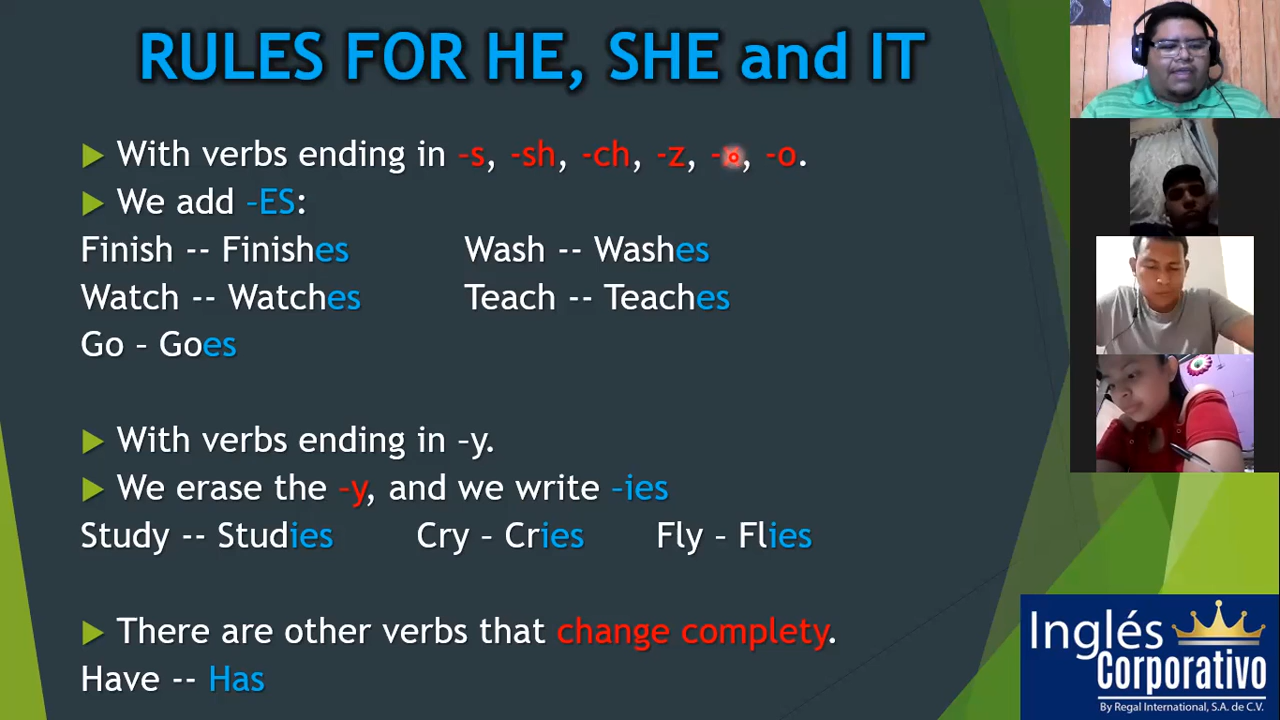 RULES FOR HE, SHE and IT
With verbs ending in -s, -sh, -ch, -z, -x, -o.
We add –ES:
Finish -- Finishes Wash -- Washes
Watch -- Watches Teach -- Teaches
Go – Goes
With verbs ending in –y.
We erase the –y, and we write –ies
Study -- Studies Cry – Cries Fly – Flies
There are other verbs that change complety.
Have -- Has
Inglés
Corporativo
By Regal International, S.A. de C.V.